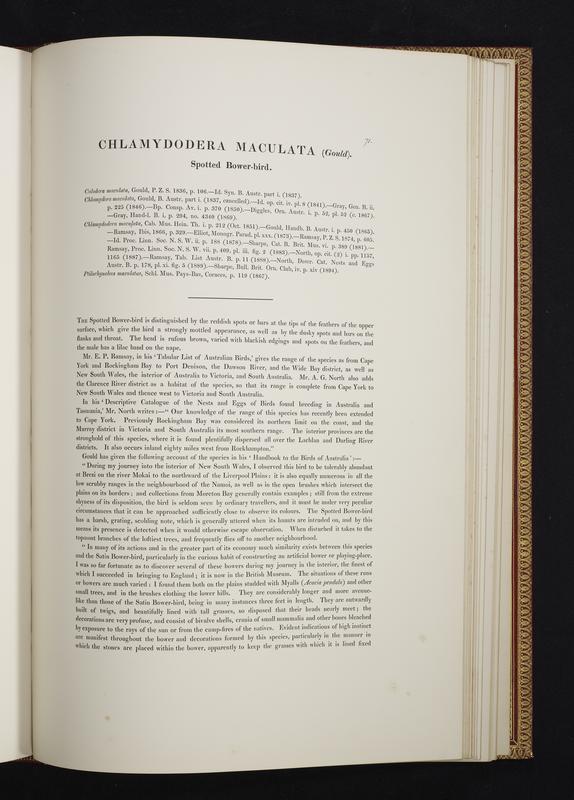 71.
CHLAMYDODERA MACULATA (Gould).
Spotted Bower-bird.
Calodera maculata, Gould, P. Z. S. 1836, p. 106.—Id. Syn. B. Austr. part i. (1837).
Chlamydera maculata, Gould, B. Austr. part i. (1837, cancelled).—Id. op. cit. iv. pl. 8 (1841).—Gray, Gen. B. ii.
p. 225 (1846).—Bp. Consp. Av. i. p. 370 (1850).—Diggles, Orn. Austr. i. p. 52, pl. 52 (c. 1867).
—Gray, Hand-l. B. i. p. 294, no. 4340 (1869).
Chlamydodera maculata, Cab. Mus. Hein. Th. i. p. 212 (Oct. 1851).—Gould, Handb. B. Austr. i. p. 450 (1865).
—Ramsay, Ibis, 1866, p. 329.—Elliot, Monogr. Parad. pl. xxx. (1873).—Ramsay, P. Z. S. 1874, p. 605.
—Id. Proc. Linn. Soc. N. S. W. ii. p. 188 (1878).—Sharpe, Cat. B. Brit. Mus. vi. p. 389 (1881).—
Ramsay, Proc. Linn. Soc. N. S. W. vii. p. 409, pl. iii. fig. 2 (1883).—North, op. cit. (2) i. pp. 1157,
1165 (1887).—Ramsay, Tab. List Austr. B. p. 11 (1888).—North, Descr. Cat. Nests and Eggs
Austr. B. p. 178, pl. xi. fig. 5 (1889).—Sharpe, Bull. Brit. Orn. Club, iv. p. xiv (1894).
Ptilorhynchus maculatus, Schl. Mus. Pays-Bas, Coraces, p. 119 (1867).
The Spotted Bower-bird is distinguished by the reddish spots or bars at the tips of the feathers of the upper
surface, which give the bird a strongly mottled appearance, as well as by the dusky spots and bars on the
flanks and throat. The head is rufous brown, varied with blackish edgings and spots on the feathers, and
the male has a lilac band on the nape.
Mr. E. P. Ramsay, in his 'Tabular List of Australian Birds,' gives the range of the species as from Cape
York and Rockingham Bay to Port Denison, the Dawson River, and the Wide Bay district, as well as
New South Wales, the interior of Australia to Victoria, and South Australia. Mr. A. G. North also adds
the Clarence River district as a habitat of the species, so that its range is complete from Cape York to
New South Wales and thence west to Victoria and South Australia.
In his 'Descriptive Catalogue of the Nests and Eggs of Birds found breeding in Australia and
Tasmania,' Mr. North writes:—"Our knowledge of the range of this species has recently been extended
to Cape York. Previously Rockingham Bay was considered its northern limit on the coast, and the
Murray district in Victoria and South Australia its most southern range. The interior provinces are the
stronghold of this species, where it is found plentifully dispersed all over the Lachlan and Darling River
districts. It also occurs inland eighty miles west from Rockhampton."
Gould has given the following account of the species in his 'Handbook to the Birds of Australia':—
"During my journey into the interior of New South Wales, I observed this bird to be tolerably abundant
at Brezi on the river Mokai to the northward of the Liverpool Plains: it is also equally numerous in all the
low scrubby ranges in the neighbourhood of the Namoi, as well as in the open brushes which intersect the
plains on its borders; and collections from Moreton Bay generally contain examples; still from the extreme
shyness of its disposition, the bird is seldom seen by ordinary travellers, and it must be under very peculiar
circumstances that it can be approached sufficiently close to observe its colours. The Spotted Bower-bird
has a harsh, grating, scolding note, which is generally uttered when its haunts are intruded on, and by this
means its presence is detected when it would otherwise escape observation. When disturbed it takes to the
topmost branches of the loftiest trees, and frequently flies off to another neighbourhood.
"In many of its actions and in the greater part of its economy much similarity exists between this species
and the Satin Bower-bird, particularly in the curious habit of constructing an artificial bower or playing-place.
I was so far fortunate as to discover several of these bowers during my journey in the interior, the finest of
which I succeeded in bringing to England; it is now in the British Museum. The situations of these runs
or bowers are much varied: I found them both on the plains studded with Myalls (Acacia pendula) and other
small trees, and in the brushes clothing the lower hills. They are considerably longer and more avenue-
like than those of the Satin Bower-bird, being in many instances three feet in length. They are outwardly
built of twigs, and beautifully lined with tall grasses, so disposed that their heads nearly meet; the
decorations are very profuse, and consist of bivalve shells, crania of small mammalia and other bones bleached
by exposure to the rays of the sun or from the camp-fires of the natives. Evident indications of high instinct
are manifest throughout the bower and decorations formed by this species, particularly in the manner in
which the stones are placed within the bower, apparently to keep the grasses with which it is lined fixed